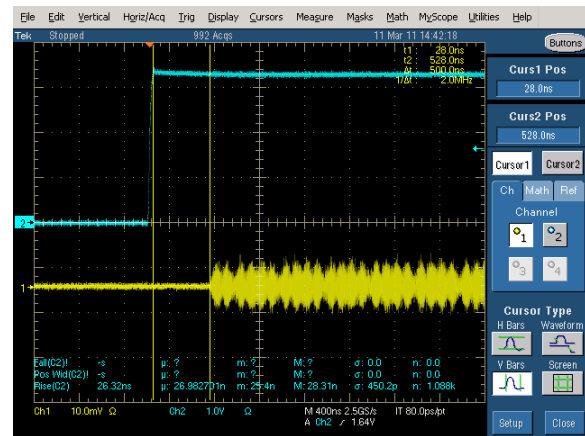 File Edit Vertical Horiz/Acq Trig Display Cursors Measure Masks Math MyScope Utilities Help
Tek Stopped 992 Acqs 11 Mar 11 14:42:18 Buttons
t1 : 28.0ns
t2 : 528.0ns
Δt : 500.0ns
1/Δt : 2.0MHz
Curs1 Pos
28.0ns
Curs2 Pos
528.0ns
Cursor1 Cursor2
Ch Math Ref
Channel
1 2
3 4
2
1
Cursor Type
H Bars Waveform
V Bars Screen
Setup Close
Fall(C2)! -s µ: ? m: ? M: ? σ: 0.0 n: 0.0
Pos Wid(C2)! -s µ: ? m: ? M: ? σ: 0.0 n: 0.0
Rise(C2) 26.32ns µ: 26.982701n m: 25.4n M: 28.31n σ: 450.2p n: 1.088k
Ch1 10.0mV Ω Ch2 1.0V Ω M 400ns 2.5GS/s IT 80.0ps/pt
A Ch2 ∕ 1.64V